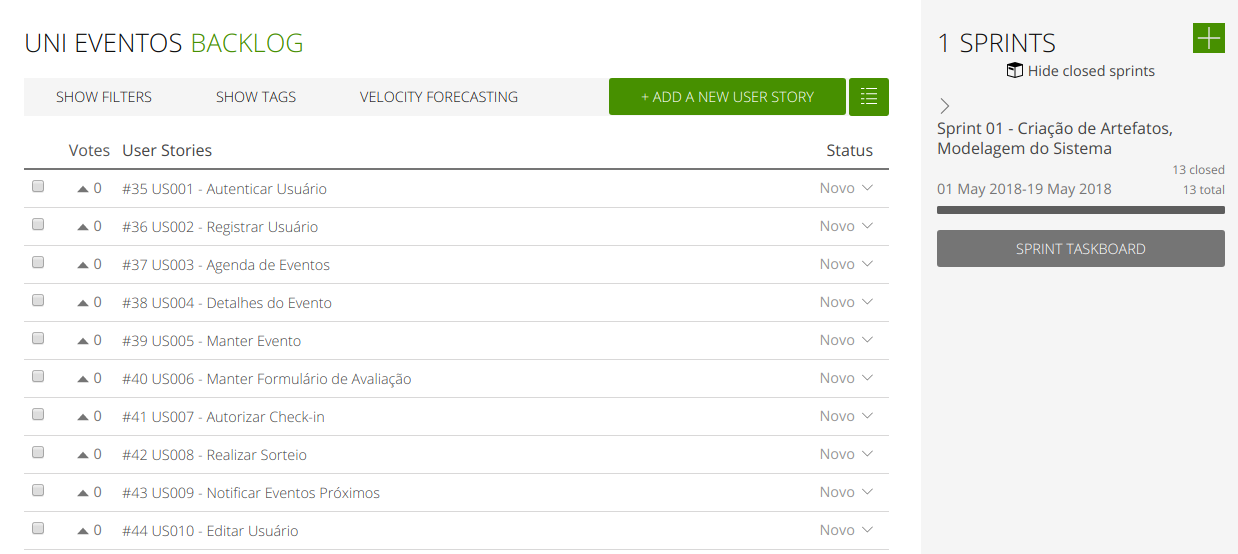 UNI EVENTOS BACKLOG
SHOW FILTERS SHOW TAGS VELOCITY FORECASTING + ADD A NEW USER STORY
Votes User Stories Status
0 #35 US001 - Autenticar Usuário Novo
0 #36 US002 - Registrar Usuário Novo
0 #37 US003 - Agenda de Eventos Novo
0 #38 US004 - Detalhes do Evento Novo
0 #39 US005 - Manter Evento Novo
0 #40 US006 - Manter Formulário de Avaliação Novo
0 #41 US007 - Autorizar Check-in Novo
0 #42 US008 - Realizar Sorteio Novo
0 #43 US009 - Notificar Eventos Próximos Novo
0 #44 US010 - Editar Usuário Novo
1 SPRINTS
Hide closed sprints
Sprint 01 - Criação de Artefatos,
Modelagem do Sistema
13 closed
01 May 2018-19 May 2018 13 total
SPRINT TASKBOARD